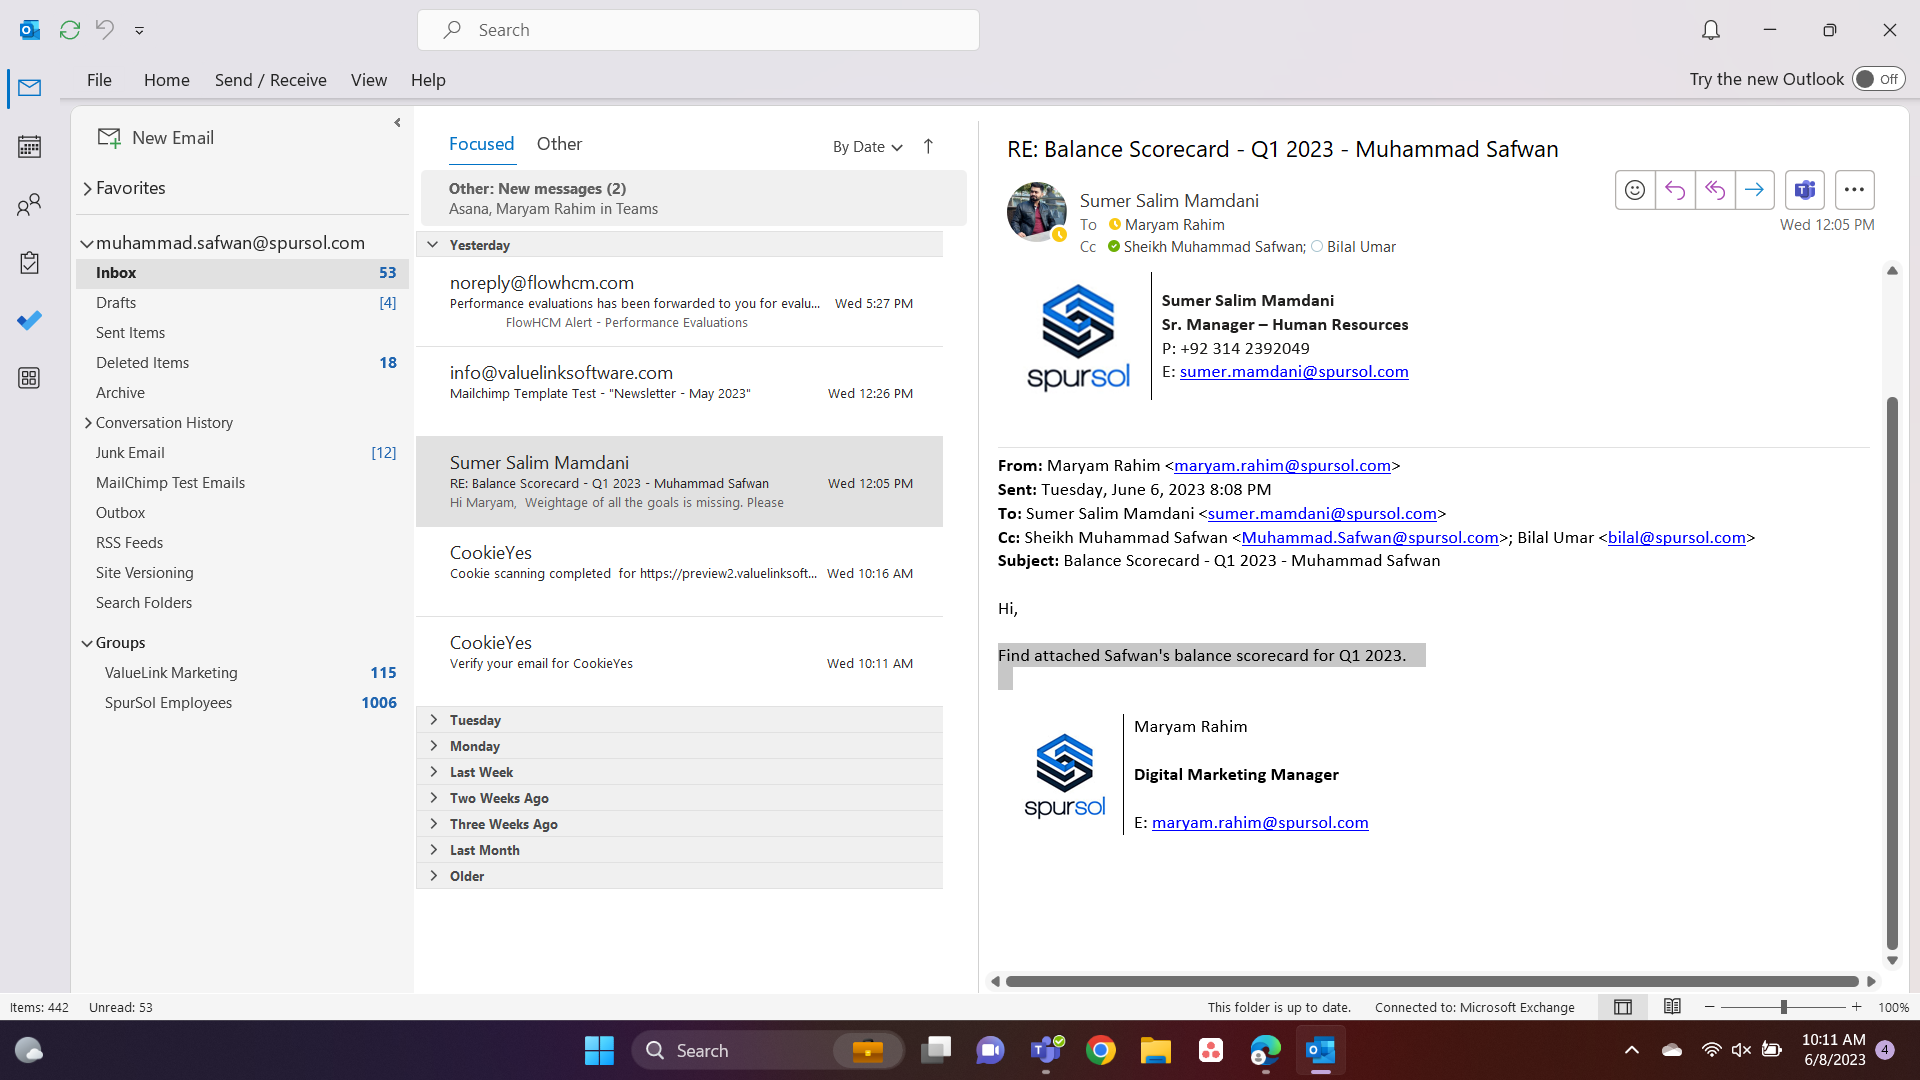 Search
File
Home
Send / Receive
View
Help
Try the new Outlook
Off
New Email
Favorites
muhammad.safwan@spursol.com
Inbox 53
Drafts [4]
Sent Items
Deleted Items 18
Archive
Conversation History
Junk Email [12]
MailChimp Test Emails
Outbox
RSS Feeds
Site Versioning
Search Folders
Groups
ValueLink Marketing 115
SpurSol Employees 1006
Focused Other By Date
Other: New messages (2)
Asana, Maryam Rahim in Teams
Yesterday
noreply@flowhcm.com
Performance evaluations has been forwarded to you for evalu... Wed 5:27 PM
FlowHCM Alert - Performance Evaluations
info@valuelinksoftware.com
Mailchimp Template Test - "Newsletter - May 2023" Wed 12:26 PM
Sumer Salim Mamdani
RE: Balance Scorecard - Q1 2023 - Muhammad Safwan Wed 12:05 PM
Hi Maryam, Weightage of all the goals is missing. Please
CookieYes
Cookie scanning completed for https://preview2.valuelinksoft... Wed 10:16 AM
CookieYes
Verify your email for CookieYes Wed 10:11 AM
Tuesday
Monday
Last Week
Two Weeks Ago
Three Weeks Ago
Last Month
Older
RE: Balance Scorecard - Q1 2023 - Muhammad Safwan
Sumer Salim Mamdani
To Maryam Rahim
Cc Sheikh Muhammad Safwan; Bilal Umar
Wed 12:05 PM
spursol
Sumer Salim Mamdani
Sr. Manager – Human Resources
P: +92 314 2392049
E: sumer.mamdani@spursol.com
From: Maryam Rahim <maryam.rahim@spursol.com>
Sent: Tuesday, June 6, 2023 8:08 PM
To: Sumer Salim Mamdani <sumer.mamdani@spursol.com>
Cc: Sheikh Muhammad Safwan <Muhammad.Safwan@spursol.com>; Bilal Umar <bilal@spursol.com>
Subject: Balance Scorecard - Q1 2023 - Muhammad Safwan
Hi,
Find attached Safwan's balance scorecard for Q1 2023.
spursol
Maryam Rahim
Digital Marketing Manager
E: maryam.rahim@spursol.com
Items: 442 Unread: 53
This folder is up to date. Connected to: Microsoft Exchange
100%
Search
10:11 AM
6/8/2023
4